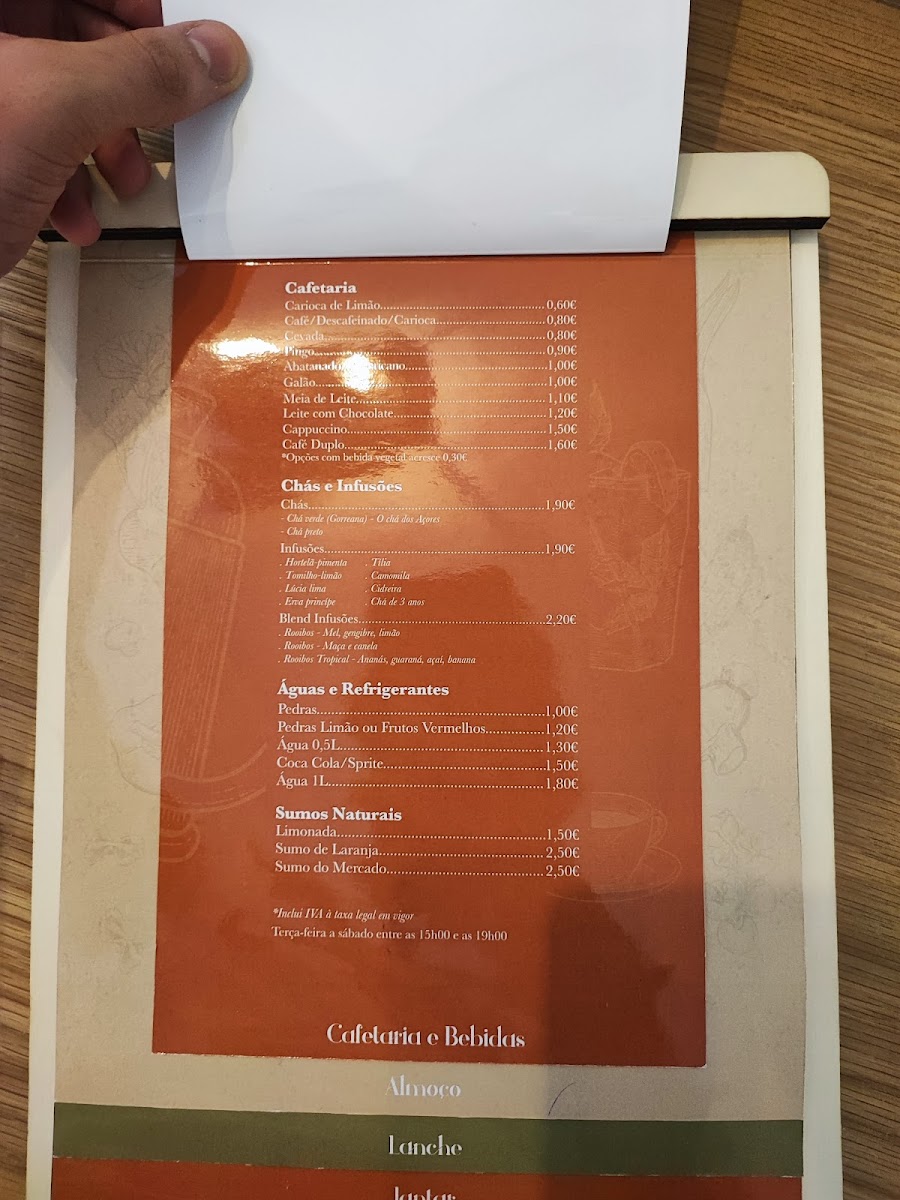 Cafetaria
Carioca de Limão............................................0,60€
Café/Descafeinado/Carioca..............................0,80€
Cevada............................................................0,80€
Pingo..............................................................0,90€
Abatanado/Americano......................................1,00€
Galão..............................................................1,00€
Meia de Leite...................................................1,10€
Leite com Chocolate.........................................1,20€
Cappuccino.....................................................1,50€
Café Duplo......................................................1,60€
*Opções com bebida vegetal acresce 0,30€
Chás e Infusões
Chás...............................................................1,90€
- Chá verde (Gorreana) - O chá dos Açores
- Chá preto
Infusões...........................................................1,90€
. Hortelã-pimenta . Tília
. Tomilho-limão . Camomila
. Lúcia lima . Cidreira
. Erva príncipe . Chá de 3 anos
Blend Infusões..................................................2,20€
. Rooibos - Mel, gengibre, limão
. Rooibos - Maça e canela
. Rooibos Tropical - Ananás, guaraná, açai, banana
Águas e Refrigerantes
Pedras.............................................................1,00€
Pedras Limão ou Frutos Vermelhos................1,20€
Água 0,5L.......................................................1,30€
Coca Cola/Sprite............................................1,50€
Água 1L..........................................................1,80€
Sumos Naturais
Limonada........................................................1,50€
Sumo de Laranja.............................................2,50€
Sumo do Mercado...........................................2,50€
*Inclui IVA à taxa legal em vigor
Terça-feira a sábado entre as 15h00 e as 19h00
Cafetaria e Bebidas
Almoço
Lanche
Jantar